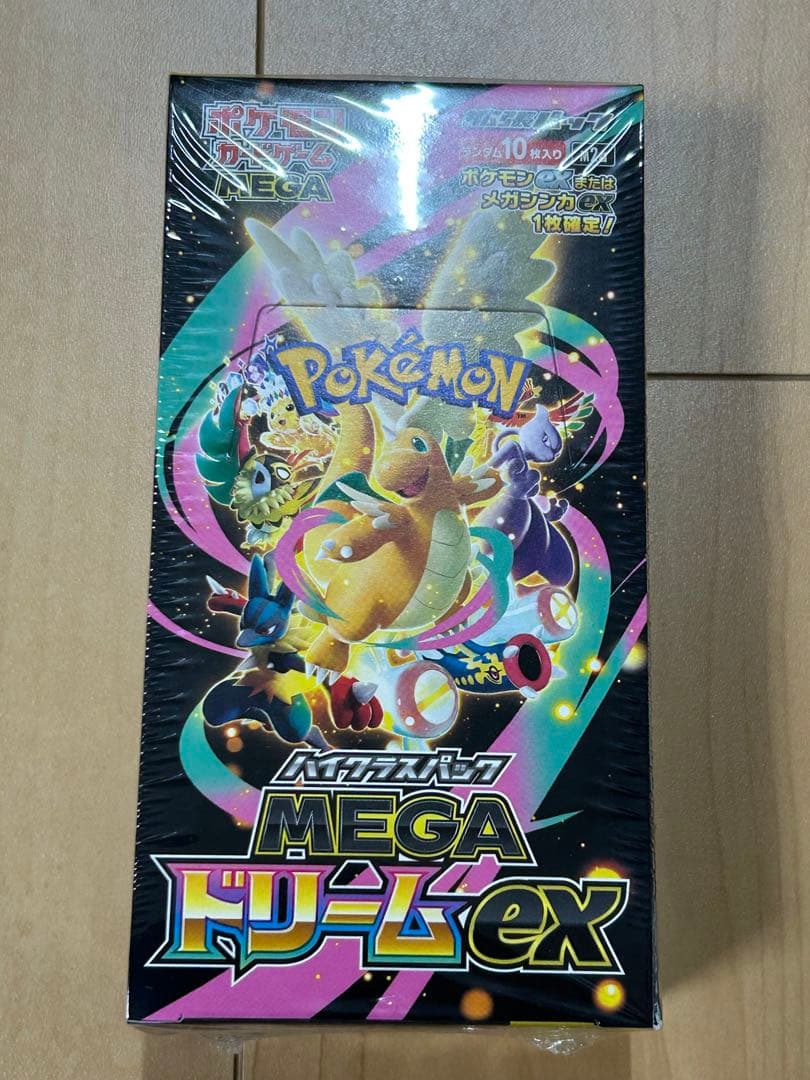 ポケモン
カードゲーム
MEGA
拡張パック
ランダム10枚入り
M2a
ポケモンexまたは
メガシンカex
1枚確定!
POKéMON
TM
ハイクラスパック
MEGA
ドリームex